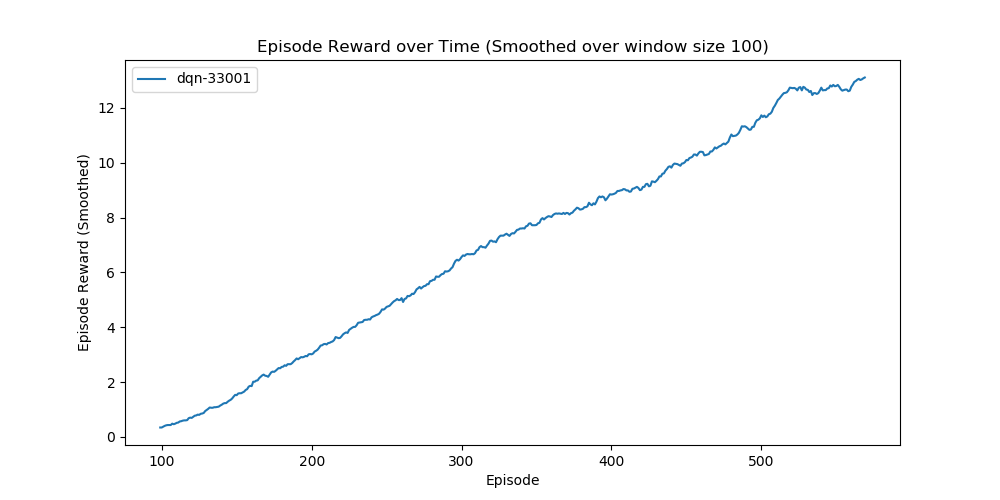 Episode Reward over Time (Smoothed over window size 100)
dqn-33001
Episode Reward (Smoothed)
12
10
8
6
4
2
0
100 200 300 400 500
Episode